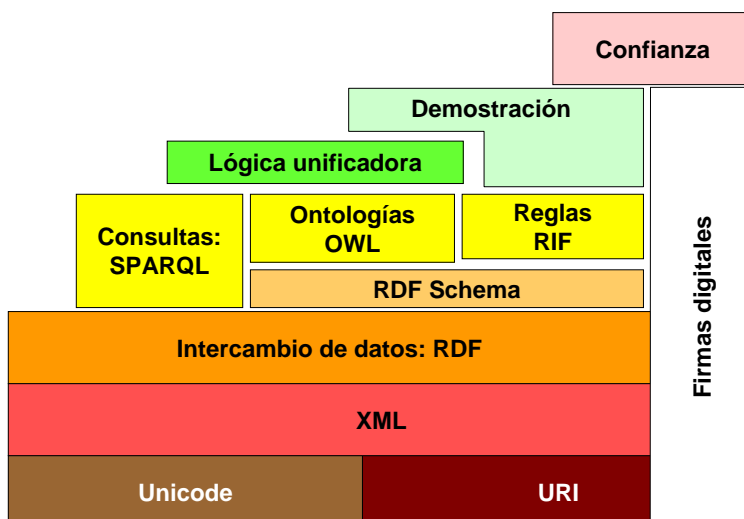 Confianza
Demostración
Lógica unificadora
Consultas:
SPARQL
Ontologías
OWL
Reglas
RIF
RDF Schema
Intercambio de datos: RDF
XML
Unicode
URI
Firmas digitales